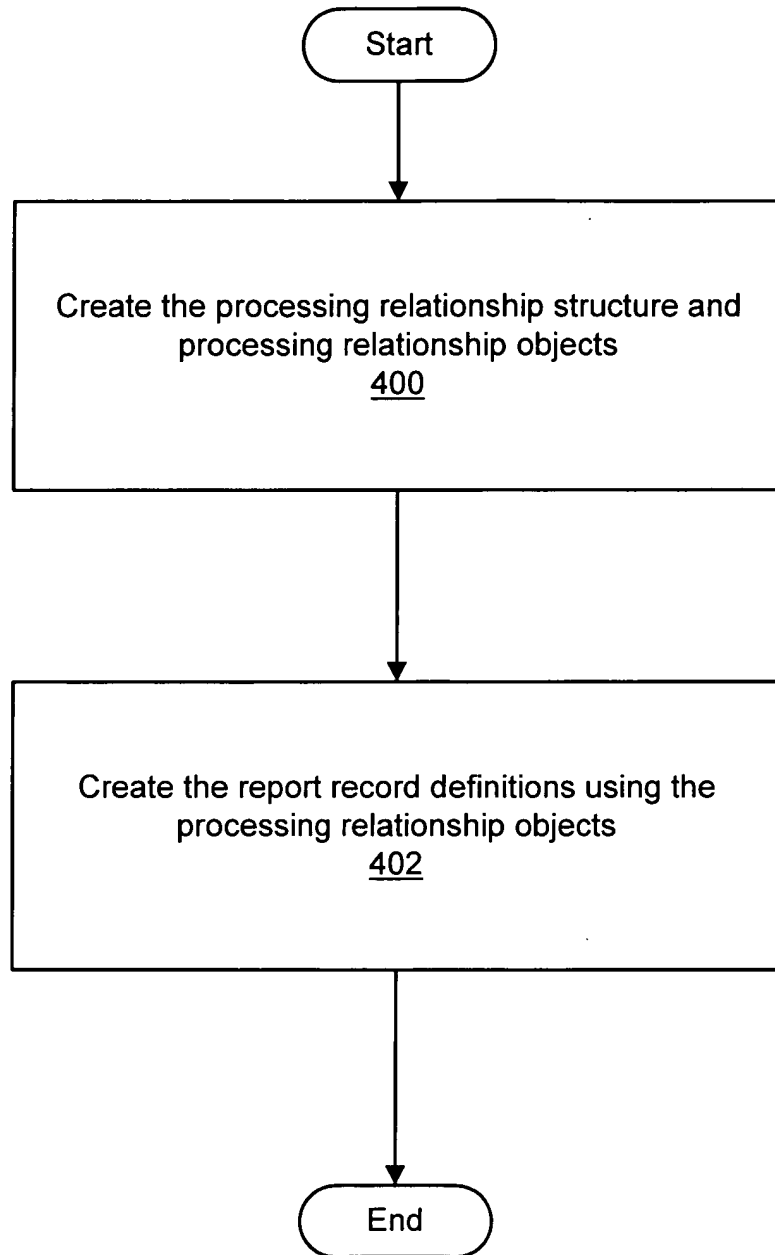 Start
Create the processing relationship structure and
processing relationship objects
400
Create the report record definitions using the
processing relationship objects
402
End